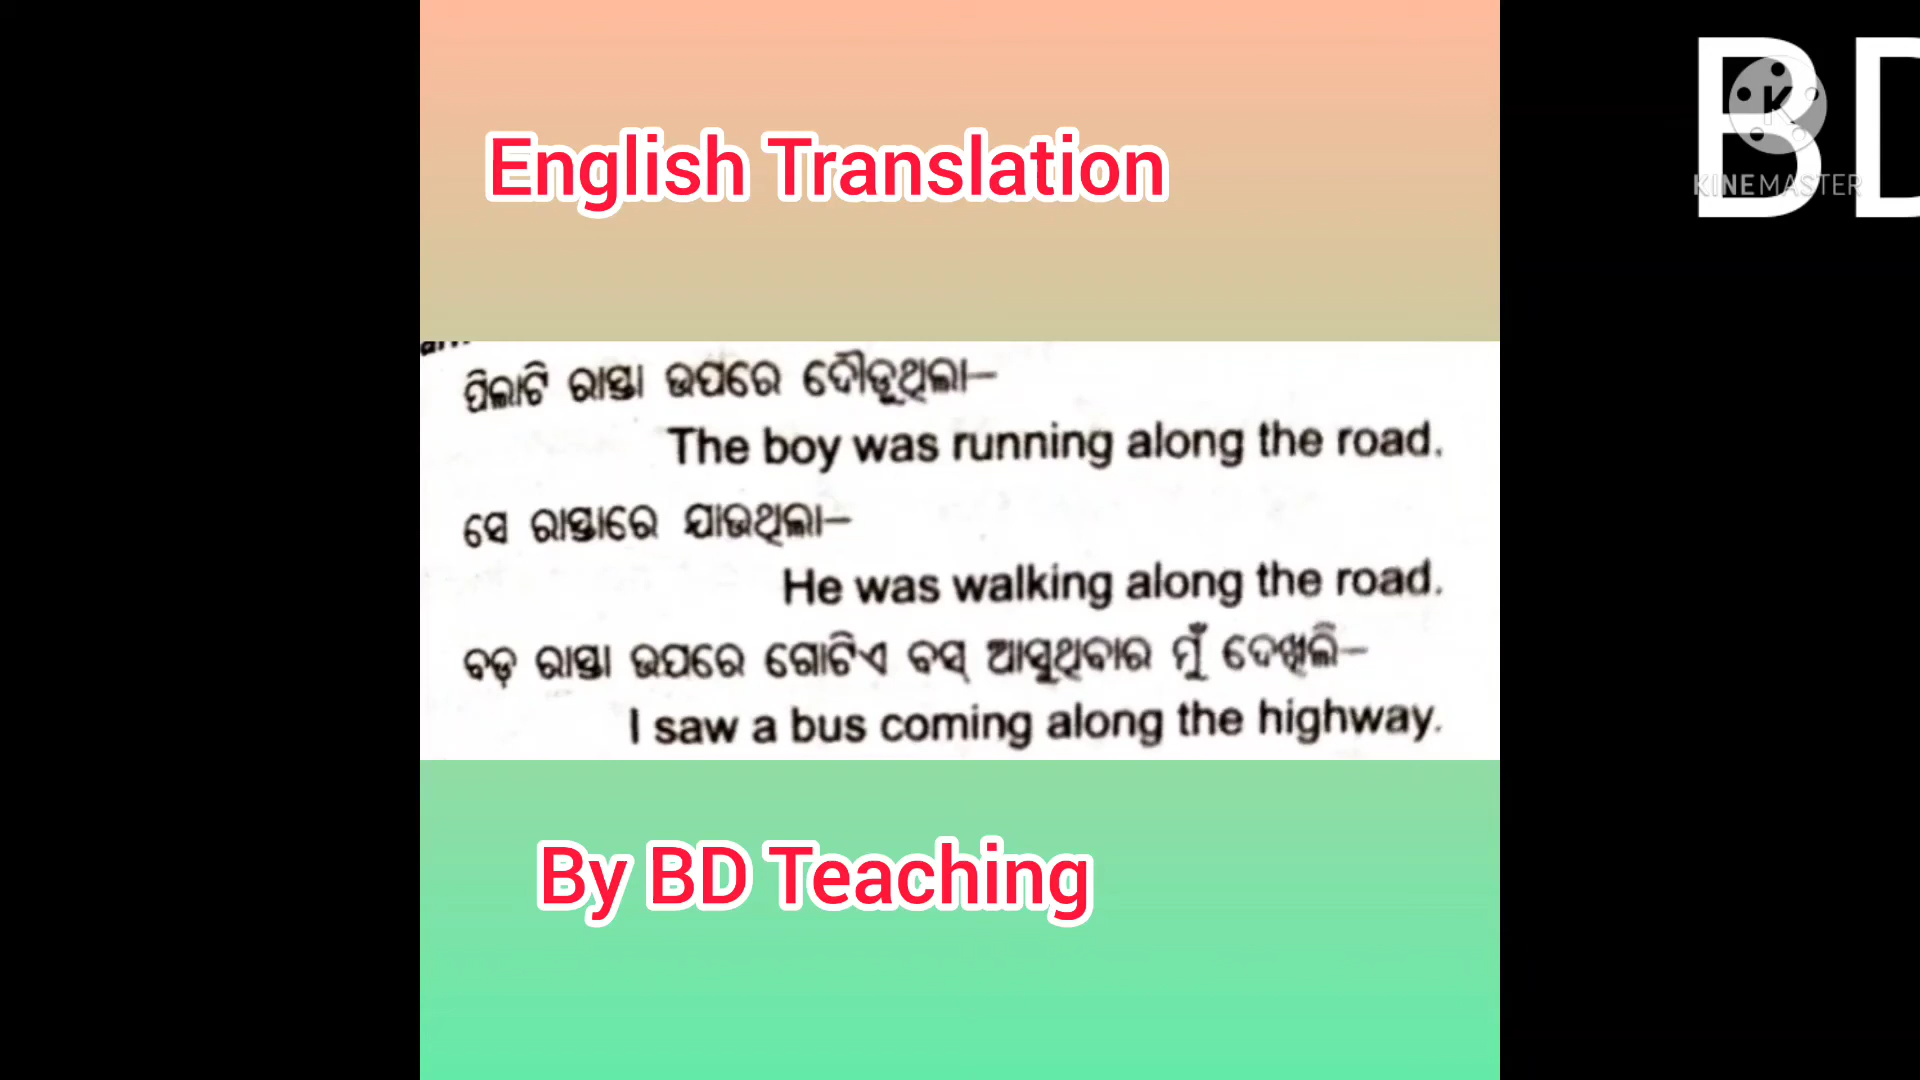 English Translation
BD
KINEMASTER
ପିଲାଟି ରାସ୍ତା ଉପରେ ଦୌଡୁଥିଲା–
The boy was running along the road.
ସେ ରାସ୍ତାରେ ଯାଉଥିଲା–
He was walking along the road.
ବଡ଼ ରାସ୍ତା ଉପରେ ଗୋଟିଏ ବସ୍ ଆସୁଥିବାର ମୁଁ ଦେଖିଲି–
I saw a bus coming along the highway.
By BD Teaching